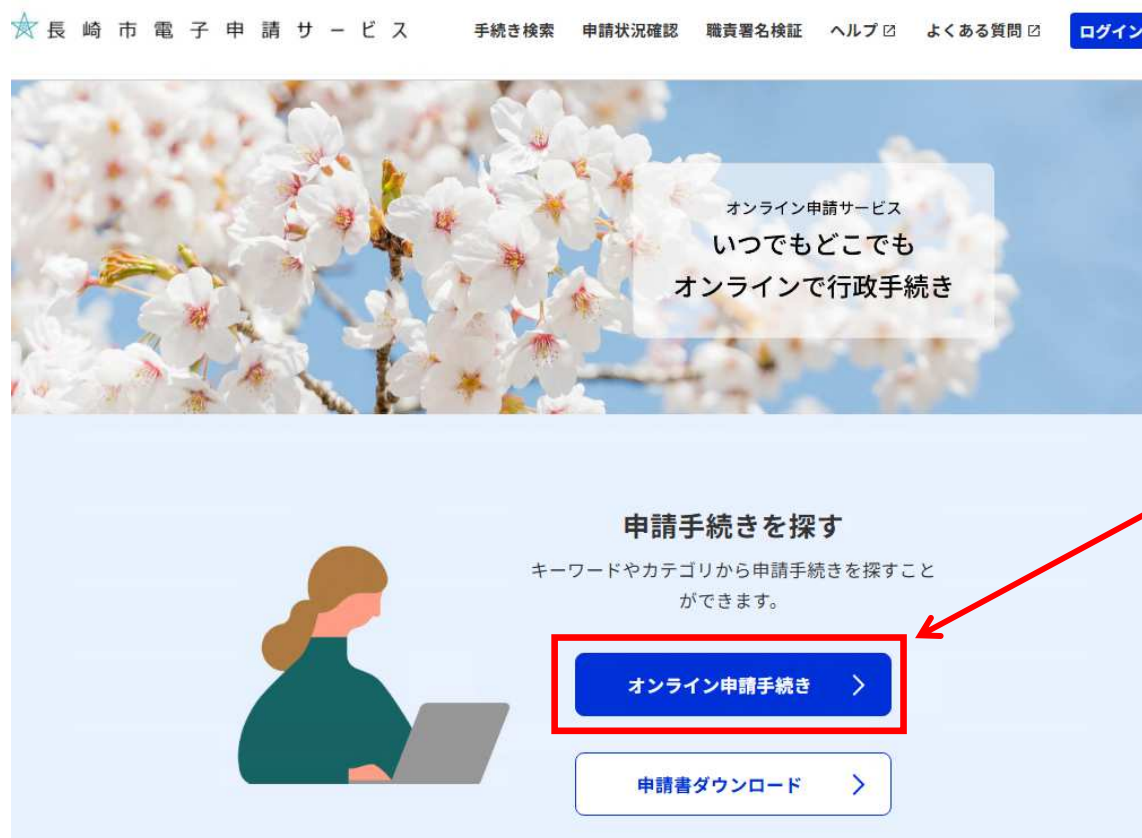 長崎市電子申請サービス
手続き検索 申請状況確認 職責署名検証 ヘルプ よくある質問 ログイン
オンライン申請サービス
いつでもどこでも
オンラインで行政手続き
申請手続きを探す
キーワードやカテゴリから申請手続きを探すこと
ができます。
オンライン申請手続き
申請書ダウンロード